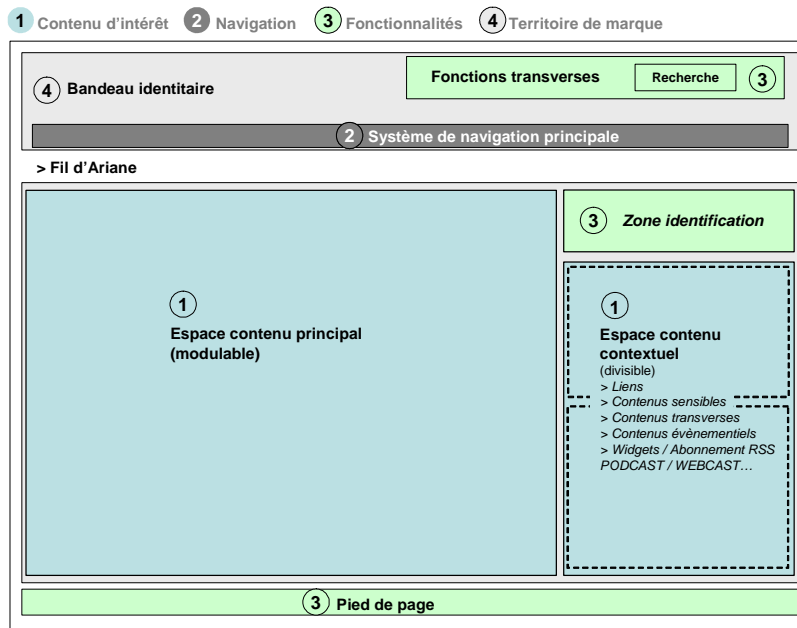 1 Contenu d'intérêt 2 Navigation 3 Fonctionnalités 4 Territoire de marque
4 Bandeau identitaire
Fonctions transverses Recherche 3
2 Système de navigation principale
> Fil d'Ariane
3 Zone identification
1
Espace contenu principal
(modulable)
1
Espace contenu
contextuel
(divisible)
> Liens
> Contenus sensibles
> Contenus transverses
> Contenus évènementiels
> Widgets / Abonnement RSS
PODCAST / WEBCAST…
3 Pied de page